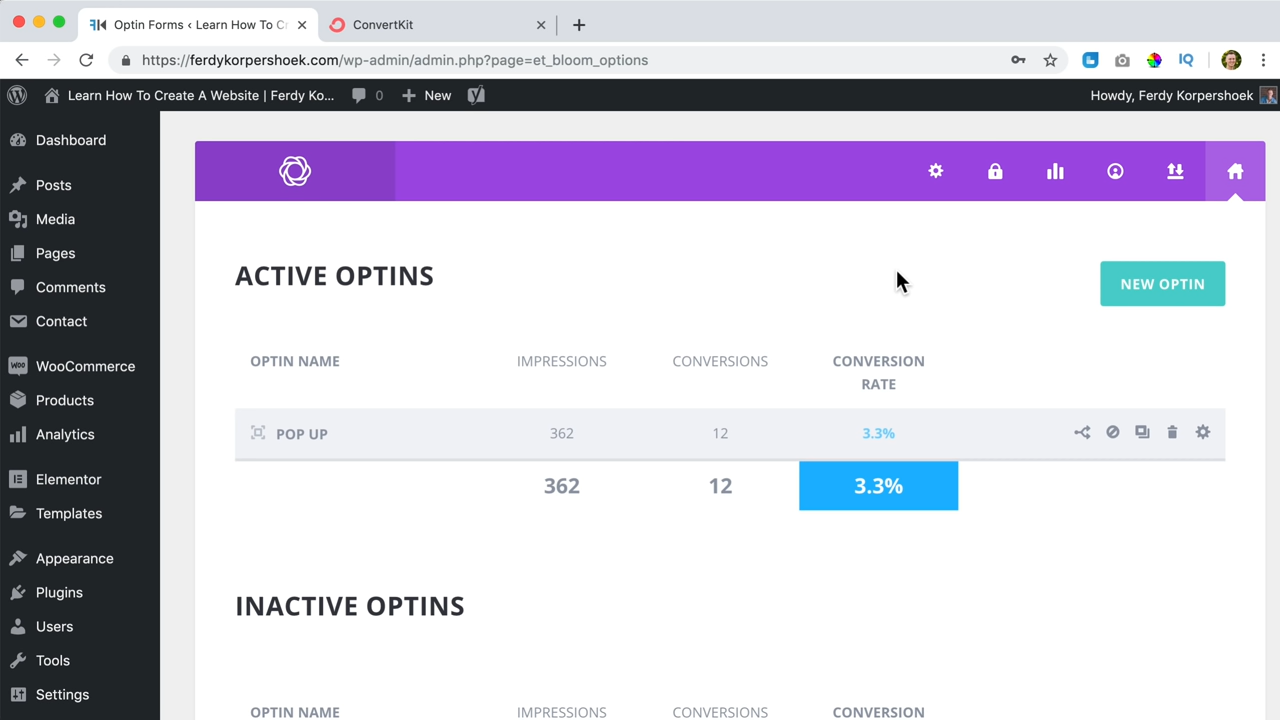 Optin Forms ‹ Learn How To Cr
ConvertKit
https://ferdykorpershoek.com/wp-admin/admin.php?page=et_bloom_options
IQ
Learn How To Create A Website | Ferdy Ko...
0
New
Howdy, Ferdy Korpershoek
Dashboard
Posts
Media
Pages
Comments
Contact
WooCommerce
Products
Analytics
Elementor
Templates
Appearance
Plugins
Users
Tools
Settings
ACTIVE OPTINS
NEW OPTIN
OPTIN NAME
IMPRESSIONS
CONVERSIONS
CONVERSION
RATE
POP UP
362
12
3.3%
362
12
3.3%
INACTIVE OPTINS
OPTIN NAME
IMPRESSIONS
CONVERSIONS
CONVERSION